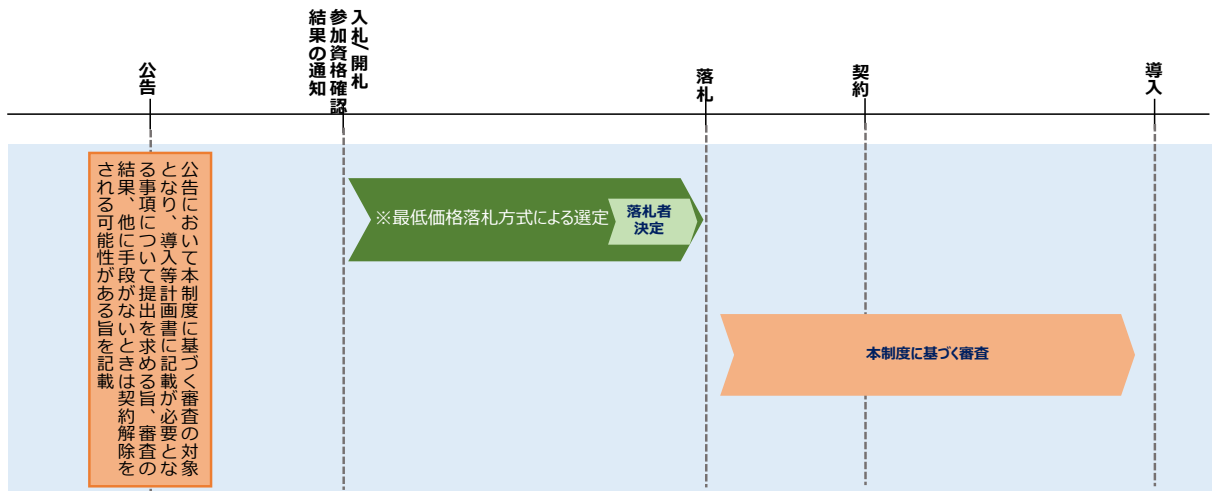 公告
入札/開札
参加資格確認
結果の通知
落札
契約
導入
公告において本制度に基づく審査の対象
となり、導入等計画書に記載が必要とな
る事項について提出を求める旨、審査の
結果、他に手段がないときは契約解除を
される可能性がある旨を記載
※最低価格落札方式による選定
落札者
決定
本制度に基づく審査